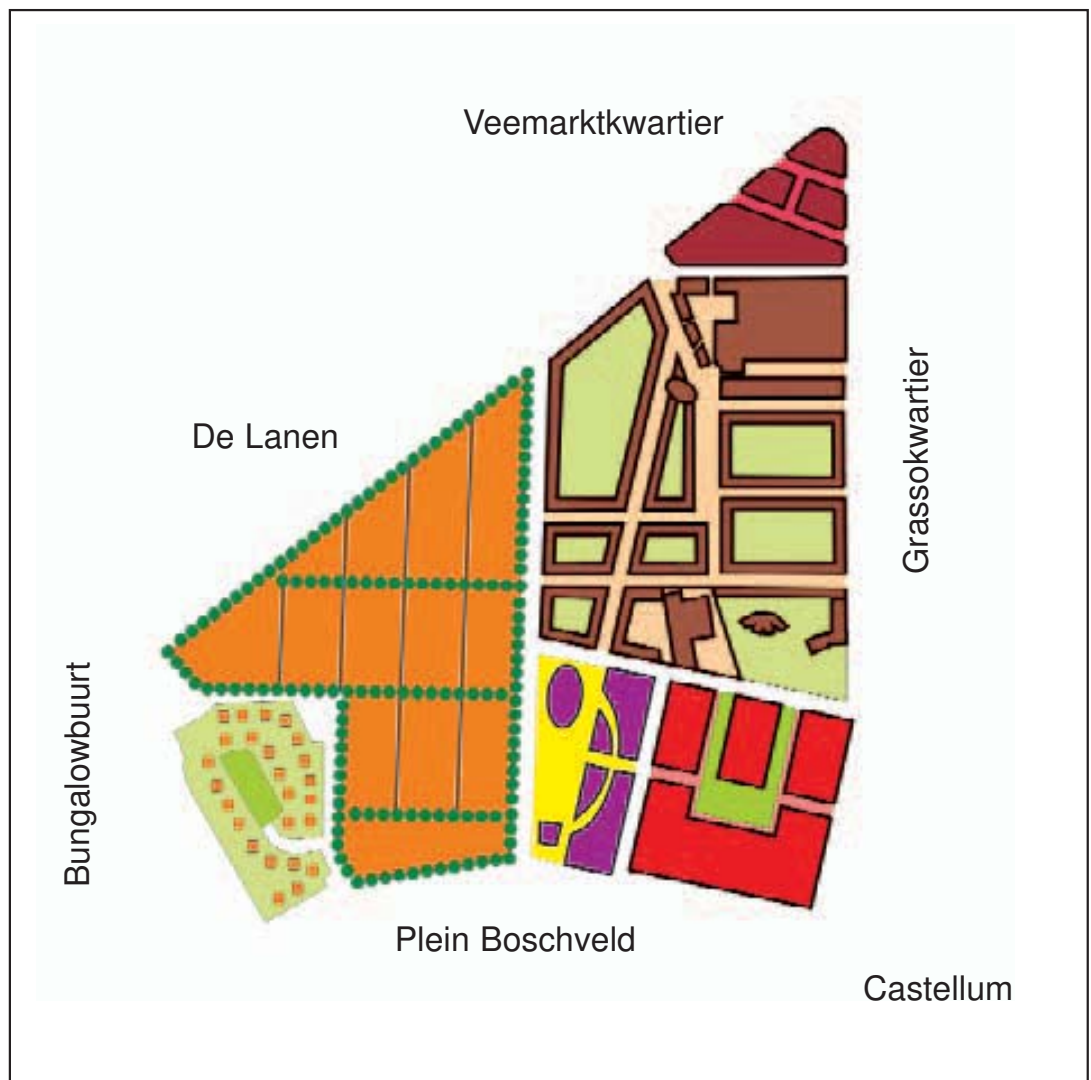 Veemarktkwartier
De Lanen
Grassokwartier
Bungalowbuurt
Plein Boschveld
Castellum